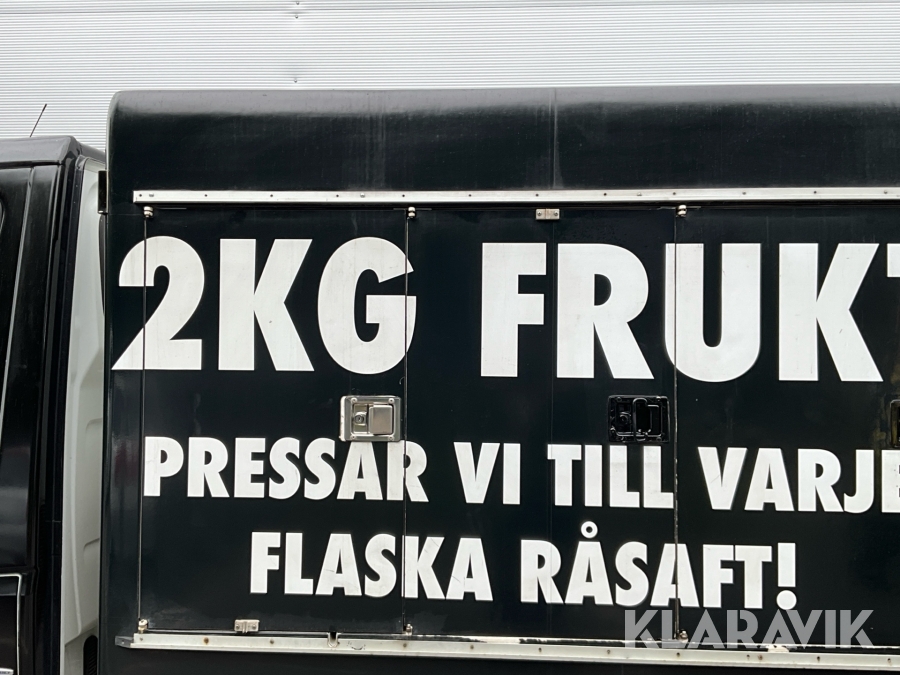 2KG FRUKT
PRESSAR VI TILL VARJE
FLASKA RÅSAFT!
KLARAVIK